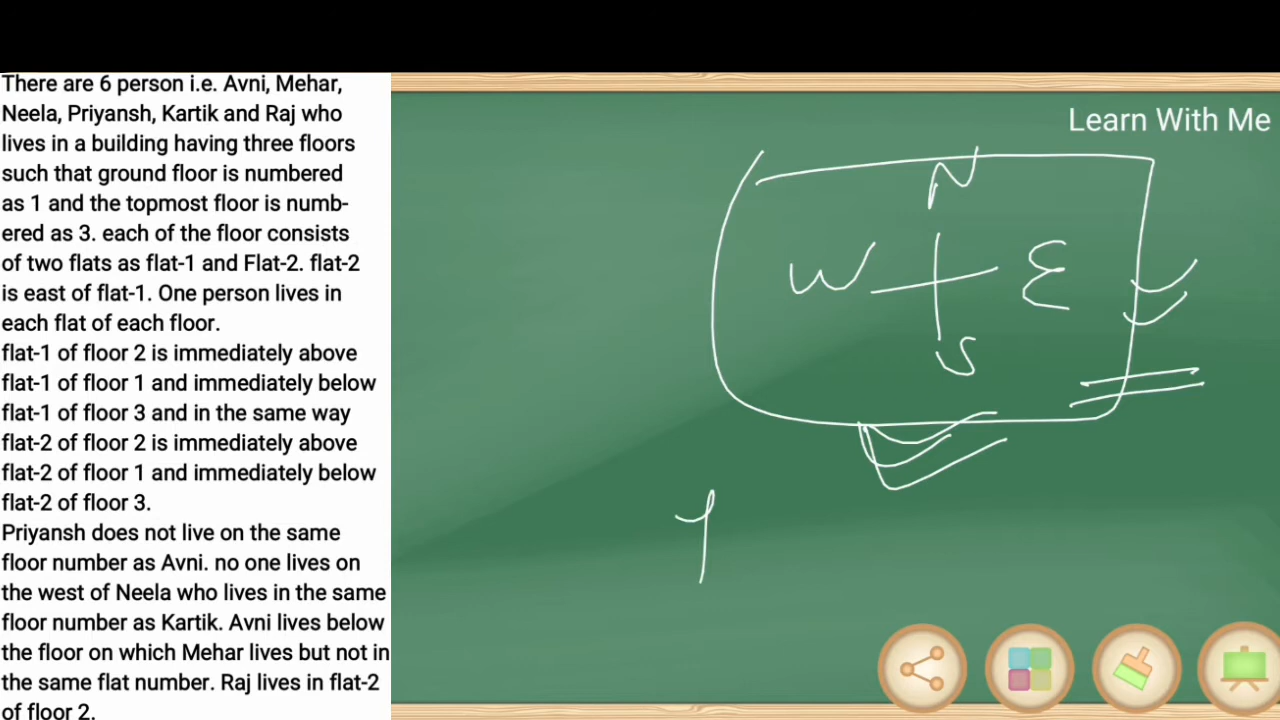 There are 6 person i.e. Avni, Mehar,
Neela, Priyansh, Kartik and Raj who
lives in a building having three floors
such that ground floor is numbered
as 1 and the topmost floor is numb-
ered as 3. each of the floor consists
of two flats as flat-1 and Flat-2. flat-2
is east of flat-1. One person lives in
each flat of each floor.
flat-1 of floor 2 is immediately above
flat-1 of floor 1 and immediately below
flat-1 of floor 3 and in the same way
flat-2 of floor 2 is immediately above
flat-2 of floor 1 and immediately below
flat-2 of floor 3.
Priyansh does not live on the same
floor number as Avni. no one lives on
the west of Neela who lives in the same
floor number as Kartik. Avni lives below
the floor on which Mehar lives but not in
the same flat number. Raj lives in flat-2
of floor 2.
Learn With Me
N
W E
S